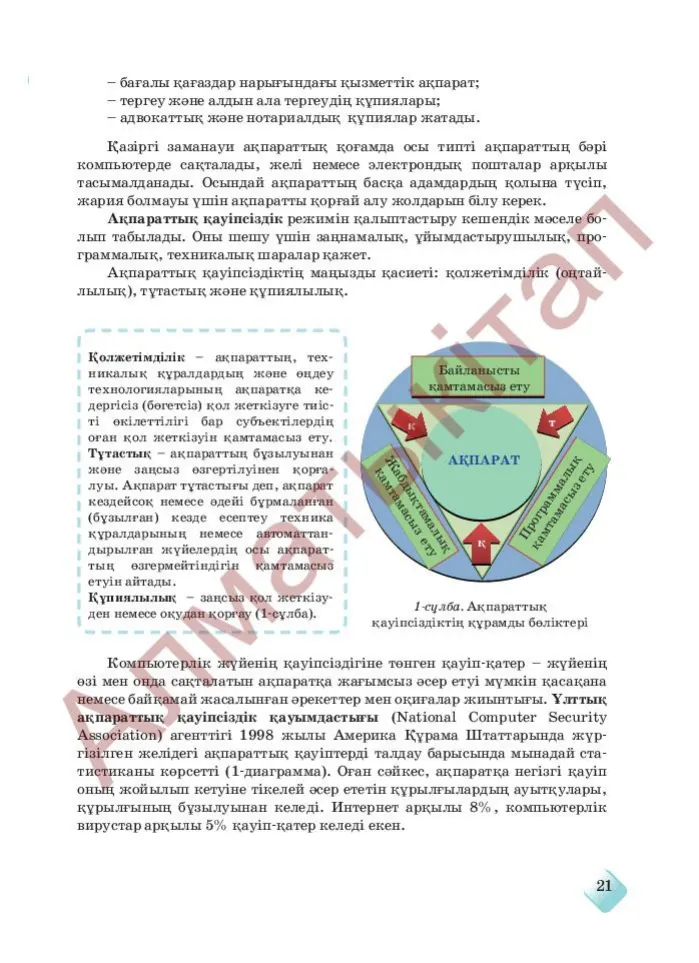 – бағалы қағаздар нарығындағы қызметтік ақпарат;
– тергеу және алдын ала тергеудің құпиялары;
– адвокаттық және нотариалдық құпиялар жатады.
Қазіргі заманауи ақпараттық қоғамда осы типті ақпараттың бәрі
компьютерде сақталады, желі немесе электрондық пошталар арқылы
тасымалданады. Осындай ақпараттың басқа адамдардың қолына түсіп,
жария болмауы үшін ақпаратты қорғай алу жолдарын білу керек.
Ақпараттық қауіпсіздік режимін қалыптастыру кешендік мәселе бо-
лып табылады. Оны шешу үшін заңнамалық, ұйымдастырушылық, про-
граммалық, техникалық шаралар қажет.
Ақпараттық қауіпсіздіктің маңызды қасиеті: қолжетімділік (оңтай-
лылық), тұтастық және құпиялылық.
Қолжетімділік – ақпараттың, тех-
никалық құралдардың және өңдеу
технологияларының ақпаратқа ке-
дергісіз (бөгетсіз) қол жеткізуге тиіс-
ті өкілеттілігі бар субъектілердің
оған қол жеткізуін қамтамасыз ету.
Тұтастық – ақпараттың бұзылуынан
және заңсыз өзгертілуінен қорға-
луы. Ақпарат тұтастығы деп, ақпарат
кездейсоқ немесе әдейі бұрмаланған
(бұзылған) кезде есептеу техника
құралдарының немесе автоматтан-
дырылған жүйелердің осы ақпарат-
тың өзгермейтіндігін қамтамасыз
етуін айтады.
Құпиялылық – заңсыз қол жеткізу-
ден немесе оқудан қорғау (1-сұлба).
Байланысты
қамтамасыз ету
Қ
Т
АҚПАРАТ
Жабдықтамалық
қамтамасыз ету
Программалық
қамтамасыз ету
Қ
1-сұлба. Ақпараттық
қауіпсіздіктің құрамды бөліктері
Компьютерлік жүйенің қауіпсіздігіне төнген қауіп-қатер – жүйенің
өзі мен онда сақталатын ақпаратқа жағымсыз әсер етуі мүмкін қасақана
немесе байқамай жасалынған әрекеттер мен оқиғалар жиынтығы. Ұлттық
ақпараттық қауіпсіздік қауымдастығы (National Computer Security
Association) агенттігі 1998 жылы Америка Құрама Штаттарында жүр-
гізілген желідегі ақпараттық қауіптерді талдау барысында мынадай ста-
тистиканы көрсетті (1-диаграмма). Оған сәйкес, ақпаратқа негізгі қауіп
оның жойылып кетуіне тікелей әсер ететін құрылғылардың ауытқулары,
құрылғының бұзылуынан келеді. Интернет арқылы 8%, компьютерлік
вирустар арқылы 5% қауіп-қатер келеді екен.
21
Алматыкітап